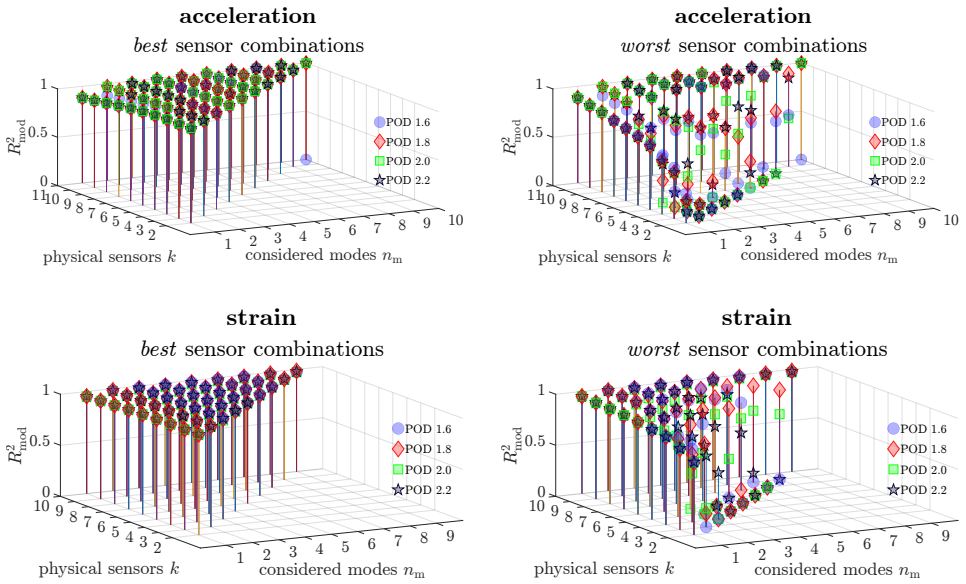 acceleration
best sensor combinations
1
0.5
0
R²mod
11
10
9
8
7
6
5
4
3
2
physical sensors k
1
2
3
4
5
6
7
8
9
10
considered modes nm
POD 1.6
POD 1.8
POD 2.0
POD 2.2
acceleration
worst sensor combinations
1
0.5
0
R²mod
11
10
9
8
7
6
5
4
3
2
physical sensors k
1
2
3
4
5
6
7
8
9
10
considered modes nm
POD 1.6
POD 1.8
POD 2.0
POD 2.2
strain
best sensor combinations
1
0.5
0
R²mod
10
9
8
7
6
5
4
3
2
physical sensors k
1
2
3
4
5
6
7
8
9
considered modes nm
POD 1.6
POD 1.8
POD 2.0
POD 2.2
strain
worst sensor combinations
1
0.5
0
R²mod
10
9
8
7
6
5
4
3
2
physical sensors k
1
2
3
4
5
6
7
8
9
considered modes nm
POD 1.6
POD 1.8
POD 2.0
POD 2.2